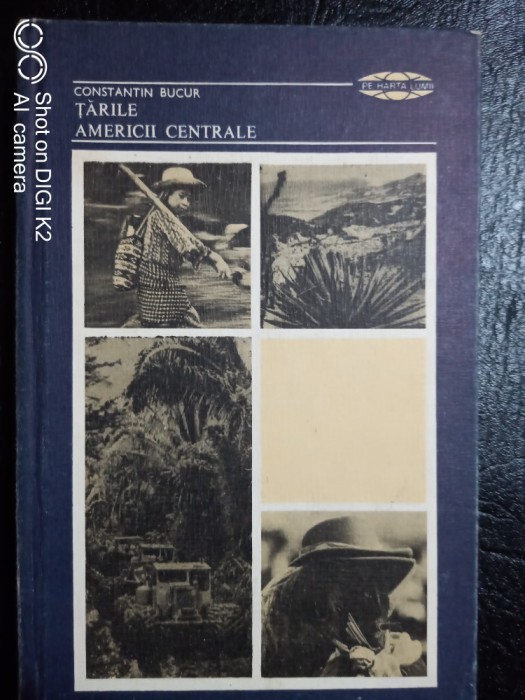 PE HARTA LUMII
CONSTANTIN BUCUR
ȚĂRILE
AMERICII CENTRALE
Shot on DIGI K2
AI camera